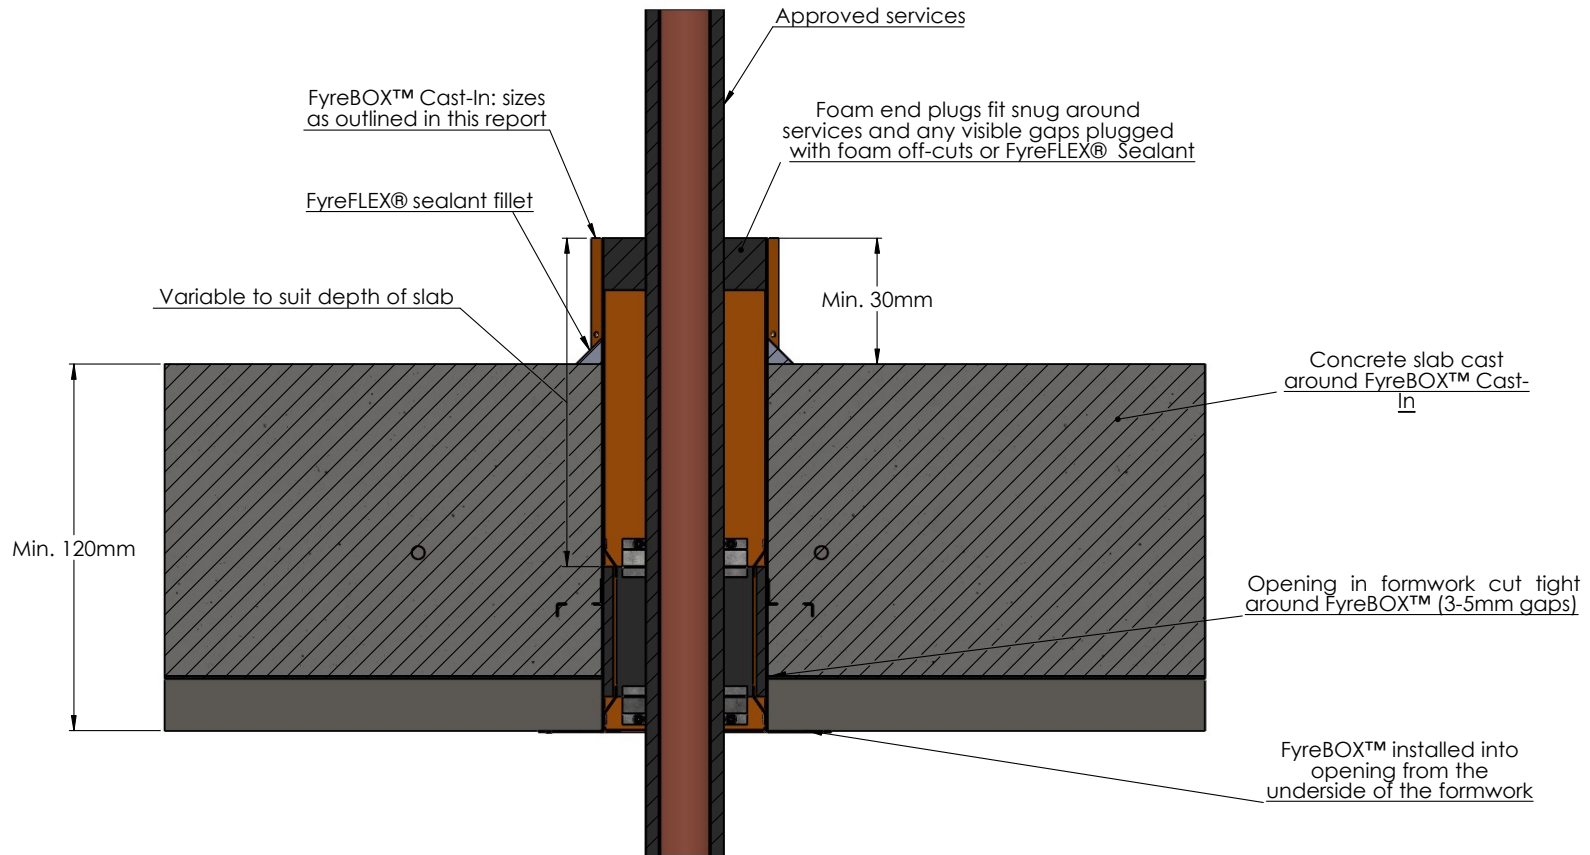 Approved services
FyreBOX™ Cast-In: sizes
as outlined in this report
Foam end plugs fit snug around
services and any visible gaps plugged
with foam off-cuts or FyreFLEX® Sealant
FyreFLEX® sealant fillet
Variable to suit depth of slab
Min. 30mm
Concrete slab cast
around FyreBOX™ Cast-
In
Min. 120mm
Opening in formwork cut tight
around FyreBOX™ (3-5mm gaps)
FyreBOX™ installed into
opening from the
underside of the formwork